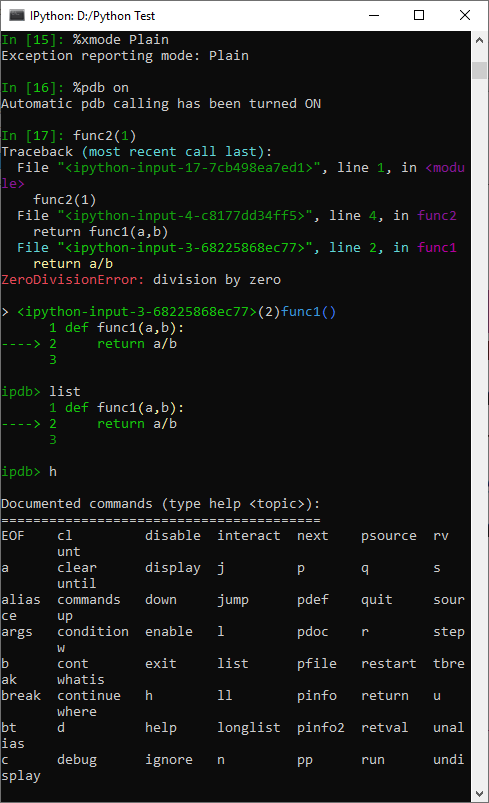 IPython: D:/Python Test
In [15]: %xmode Plain
Exception reporting mode: Plain
In [16]: %pdb on
Automatic pdb calling has been turned ON
In [17]: func2(1)
Traceback (most recent call last):
  File "<ipython-input-17-7cb498ea7ed1>", line 1, in <modu
le>
    func2(1)
  File "<ipython-input-4-c8177dd34ff5>", line 4, in func2
    return func1(a,b)
  File "<ipython-input-3-68225868ec77>", line 2, in func1
    return a/b
ZeroDivisionError: division by zero
> <ipython-input-3-68225868ec77>(2)func1()
      1 def func1(a,b):
----> 2     return a/b
      3
ipdb> list
      1 def func1(a,b):
----> 2     return a/b
      3
ipdb> h
Documented commands (type help <topic>):
========================================
EOF    cl         disable  interact  next    psource  rv
       unt
a      clear      display  j         p       q        s
       until
alias  commands   down     jump      pdef    quit     sour
ce     up
args   condition  enable   l         pdoc    r        step
       w
b      cont       exit     list      pfile   restart  tbre
ak     whatis
break  continue   h        ll        pinfo   return   u
       where
bt     d          help     longlist  pinfo2  retval   unal
ias
c      debug      ignore   n         pp      run      undi
splay